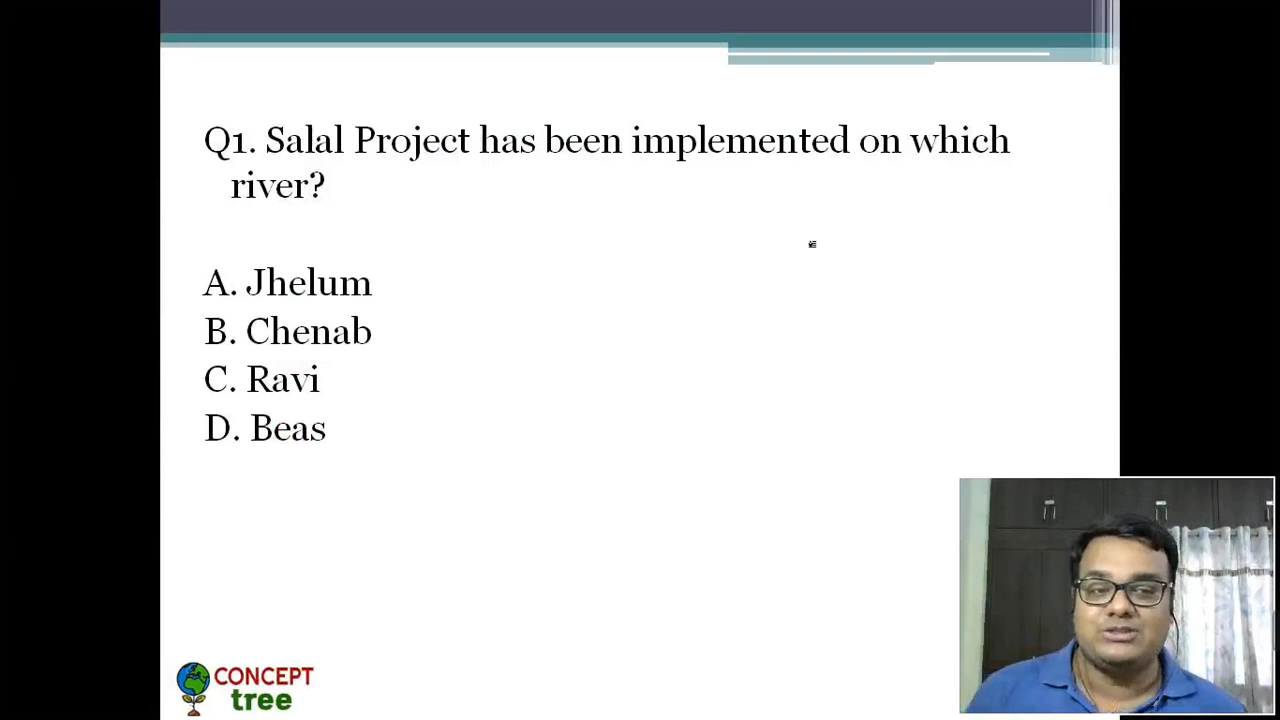 Q1. Salal Project has been implemented on which
river?
A. Jhelum
B. Chenab
C. Ravi
D. Beas
CONCEPT
tree